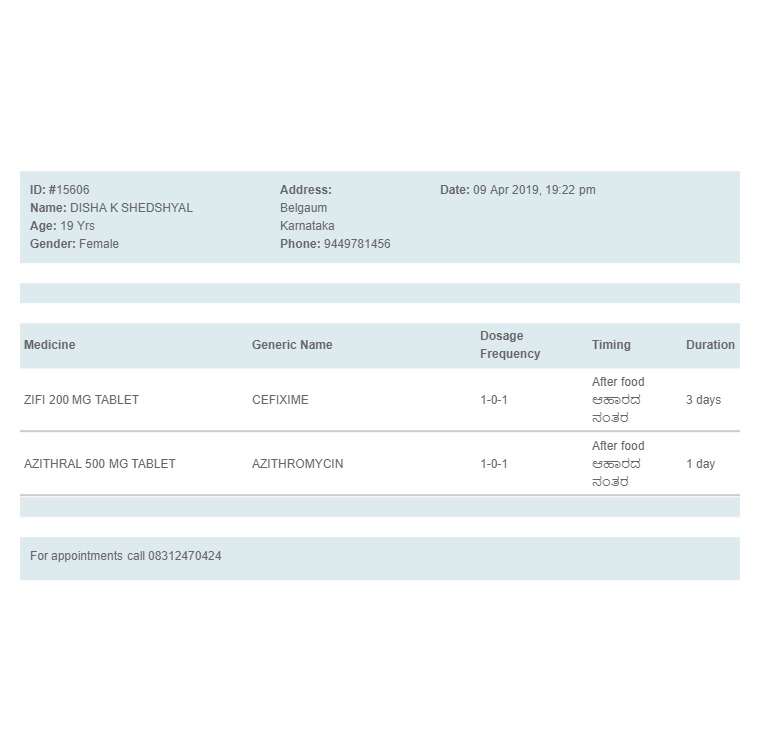 ID: #15606
Name: DISHA K SHEDSHYAL
Age: 19 Yrs
Gender: Female
Address:
Belgaum
Karnataka
Phone: 9449781456
Date: 09 Apr 2019, 19:22 pm
Medicine Generic Name Dosage Frequency Timing Duration
ZIFI 200 MG TABLET CEFIXIME 1-0-1 After food 3 days
ಆಹಾರದ
ನಂತರ
AZITHRAL 500 MG TABLET AZITHROMYCIN 1-0-1 After food 1 day
ಆಹಾರದ
ನಂತರ
For appointments call 08312470424